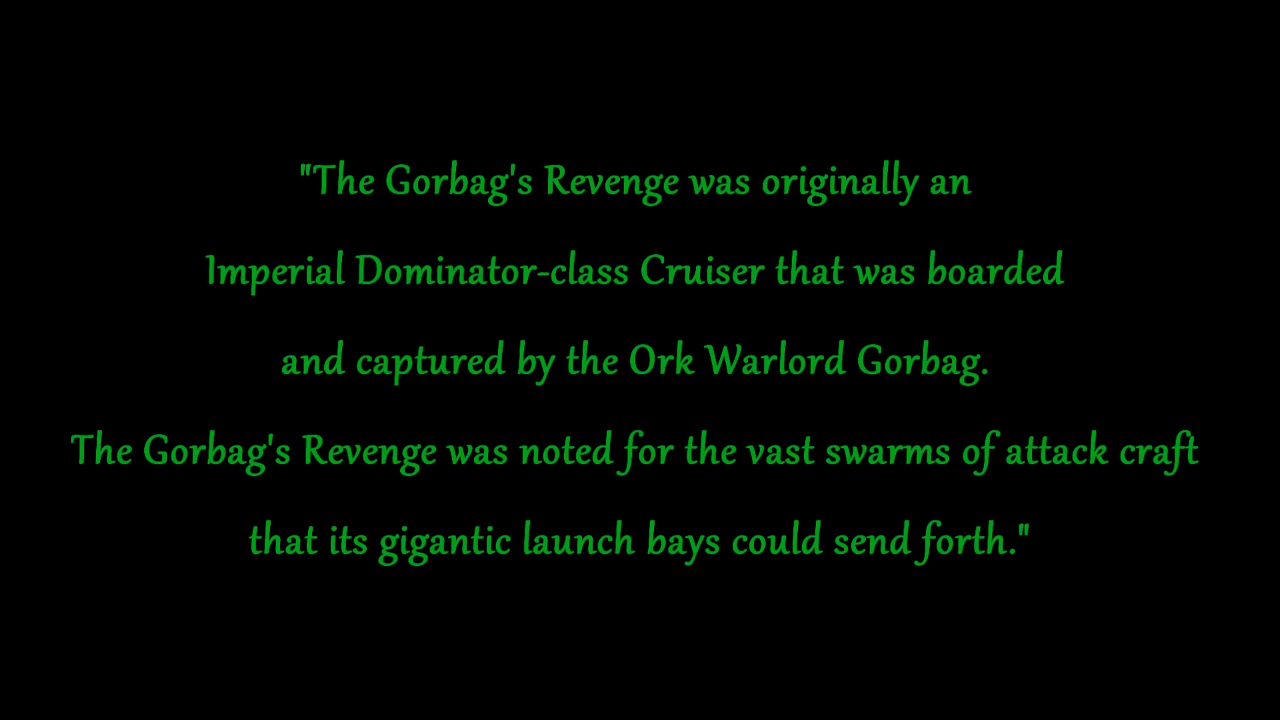 "The Gorbag's Revenge was originally an
Imperial Dominator-class Cruiser that was boarded
and captured by the Ork Warlord Gorbag.
The Gorbag's Revenge was noted for the vast swarms of attack craft
that its gigantic launch bays could send forth."